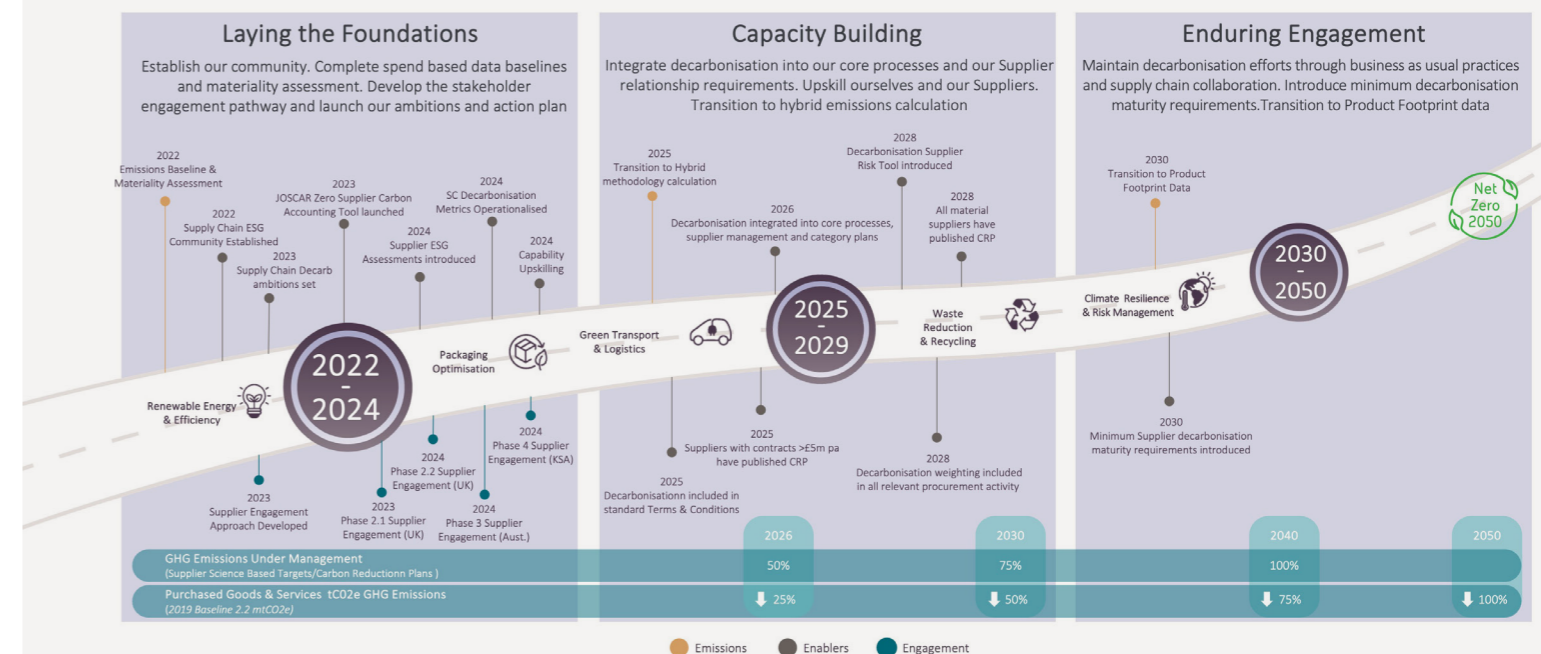 Laying the Foundations
Establish our community. Complete spend based data baselines
and materiality assessment. Develop the stakeholder
engagement pathway and launch our ambitions and action plan
Capacity Building
Integrate decarbonisation into our core processes and our Supplier
relationship requirements. Upskill ourselves and our Suppliers.
Transition to hybrid emissions calculation
Enduring Engagement
Maintain decarbonisation efforts through business as usual practices
and supply chain collaboration. Introduce minimum decarbonisation
maturity requirements.Transition to Product Footprint data
2022
Emissions Baseline &
Materiality Assessment
2022
Supply Chain ESG
Community Established
2023
Supply Chain Decarb
ambitions set
2023
JOSCAR Zero Supplier Carbon
Accounting Tool launched
2024
Supplier ESG
Assessments introduced
2024
SC Decarbonisation
Metrics Operationalised
2024
Capability
Upskilling
2025
Transition to Hybrid
methodology calculation
2026
Decarbonisation integrated into core processes,
supplier management and category plans
2028
Decarbonisation Supplier
Risk Tool introduced
2028
All material
suppliers have
published CRP
2030
Transition to Product
Footprint Data
Net
Zero
2050
Renewable Energy
& Efficiency
2022
-
2024
Packaging
Optimisation
Green Transport
& Logistics
2025
-
2029
Waste
Reduction
& Recycling
Climate Resilience
& Risk Management
2030
-
2050
2023
Supplier Engagement
Approach Developed
2023
Phase 2.1 Supplier
Engagement (UK)
2024
Phase 2.2 Supplier
Engagement (UK)
2024
Phase 3 Supplier
Engagement (Aust.)
2024
Phase 4 Supplier
Engagement (KSA)
2025
Decarbonisationn included in
standard Terms & Conditions
2025
Suppliers with contracts >£5m pa
have published CRP
2028
Decarbonisation weighting included
in all relevant procurement activity
2030
Minimum Supplier decarbonisation
maturity requirements introduced
2026
2030
2040
2050
GHG Emissions Under Management
(Supplier Science Based Targets/Carbon Reductionn Plans )
50%
75%
100%
Purchased Goods & Services tC02e GHG Emissions
(2019 Baseline 2.2 mtCO2e)
25%
50%
75%
100%
Emissions
Enablers
Engagement